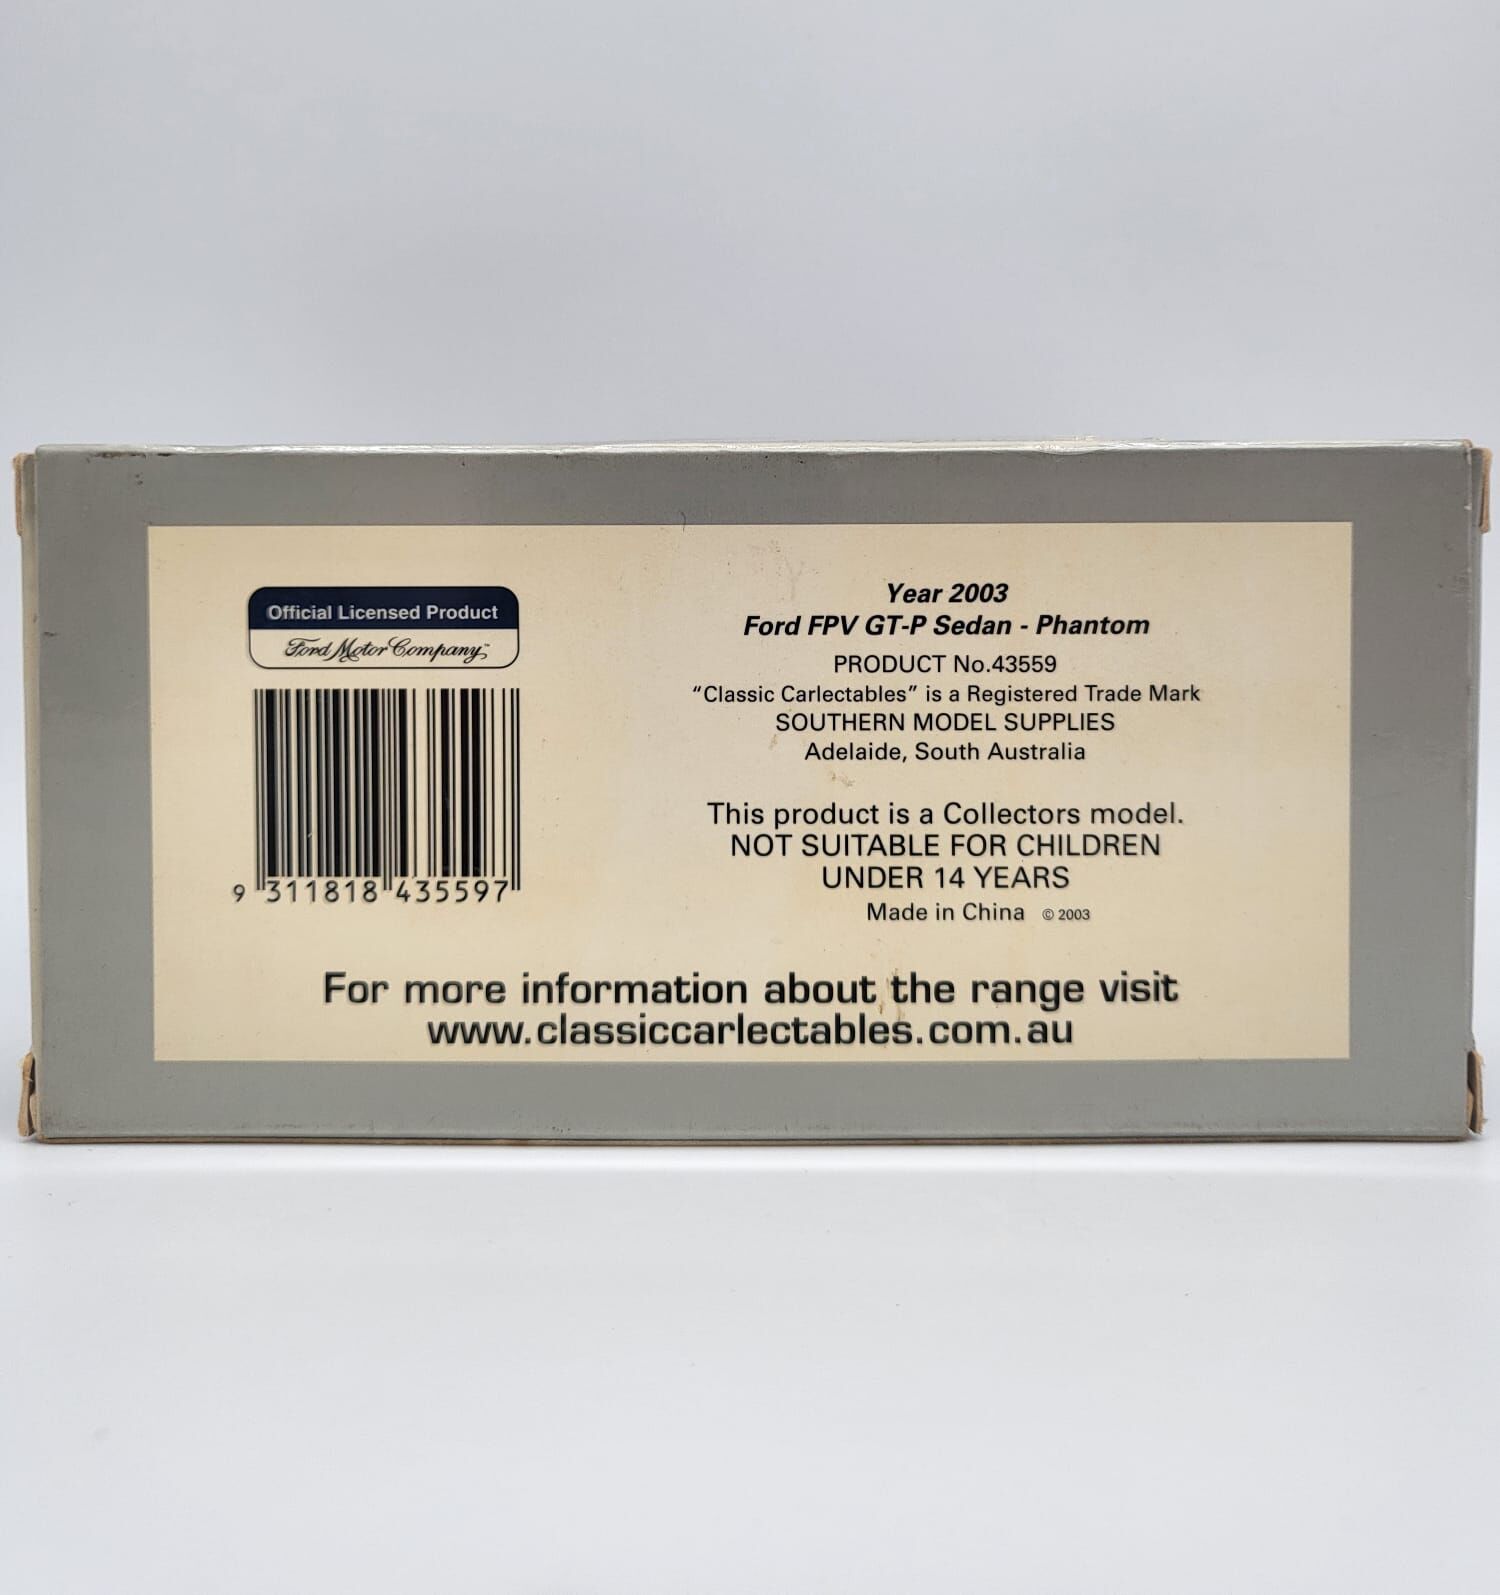 Official Licensed Product
Ford Motor Company™
9 311818 435597
Year 2003
Ford FPV GT-P Sedan - Phantom
PRODUCT No.43559
“Classic Carlectables” is a Registered Trade Mark
SOUTHERN MODEL SUPPLIES
Adelaide, South Australia
This product is a Collectors model.
NOT SUITABLE FOR CHILDREN
UNDER 14 YEARS
Made in China © 2003
For more information about the range visit
www.classiccarlectables.com.au